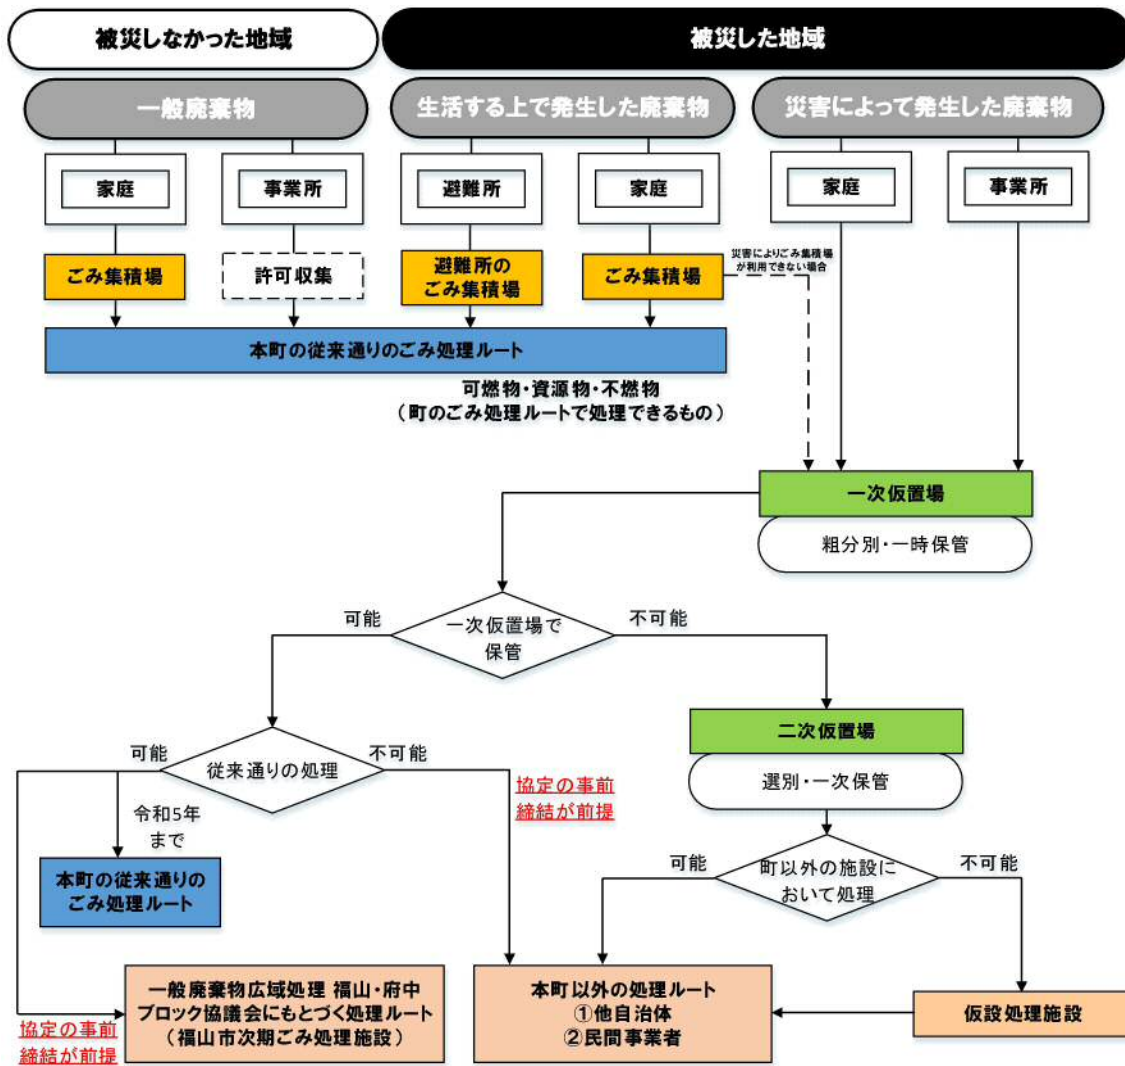 被災しなかった地域
被災した地域
一般廃棄物
生活する上で発生した廃棄物
災害によって発生した廃棄物
家庭
事業所
避難所
家庭
家庭
事業所
ごみ集積場
許可収集
避難所の
ごみ集積場
ごみ集積場
災害によりごみ集積場
が利用できない場合
本町の従来通りのごみ処理ルート
可燃物・資源物・不燃物
（町のごみ処理ルートで処理できるもの）
一次仮置場
粗分別・一時保管
可能
一次仮置場で
保管
不可能
二次仮置場
選別・一次保管
可能
従来通りの処理
不可能
協定の事前
締結が前提
令和5年
まで
本町の従来通りの
ごみ処理ルート
可能
町以外の施設に
おいて処理
不可能
協定の事前
締結が前提
一般廃棄物広域処理 福山・府中
ブロック協議会にもとづく処理ルート
（福山市次期ごみ処理施設）
本町以外の処理ルート
①他自治体
②民間事業者
仮設処理施設